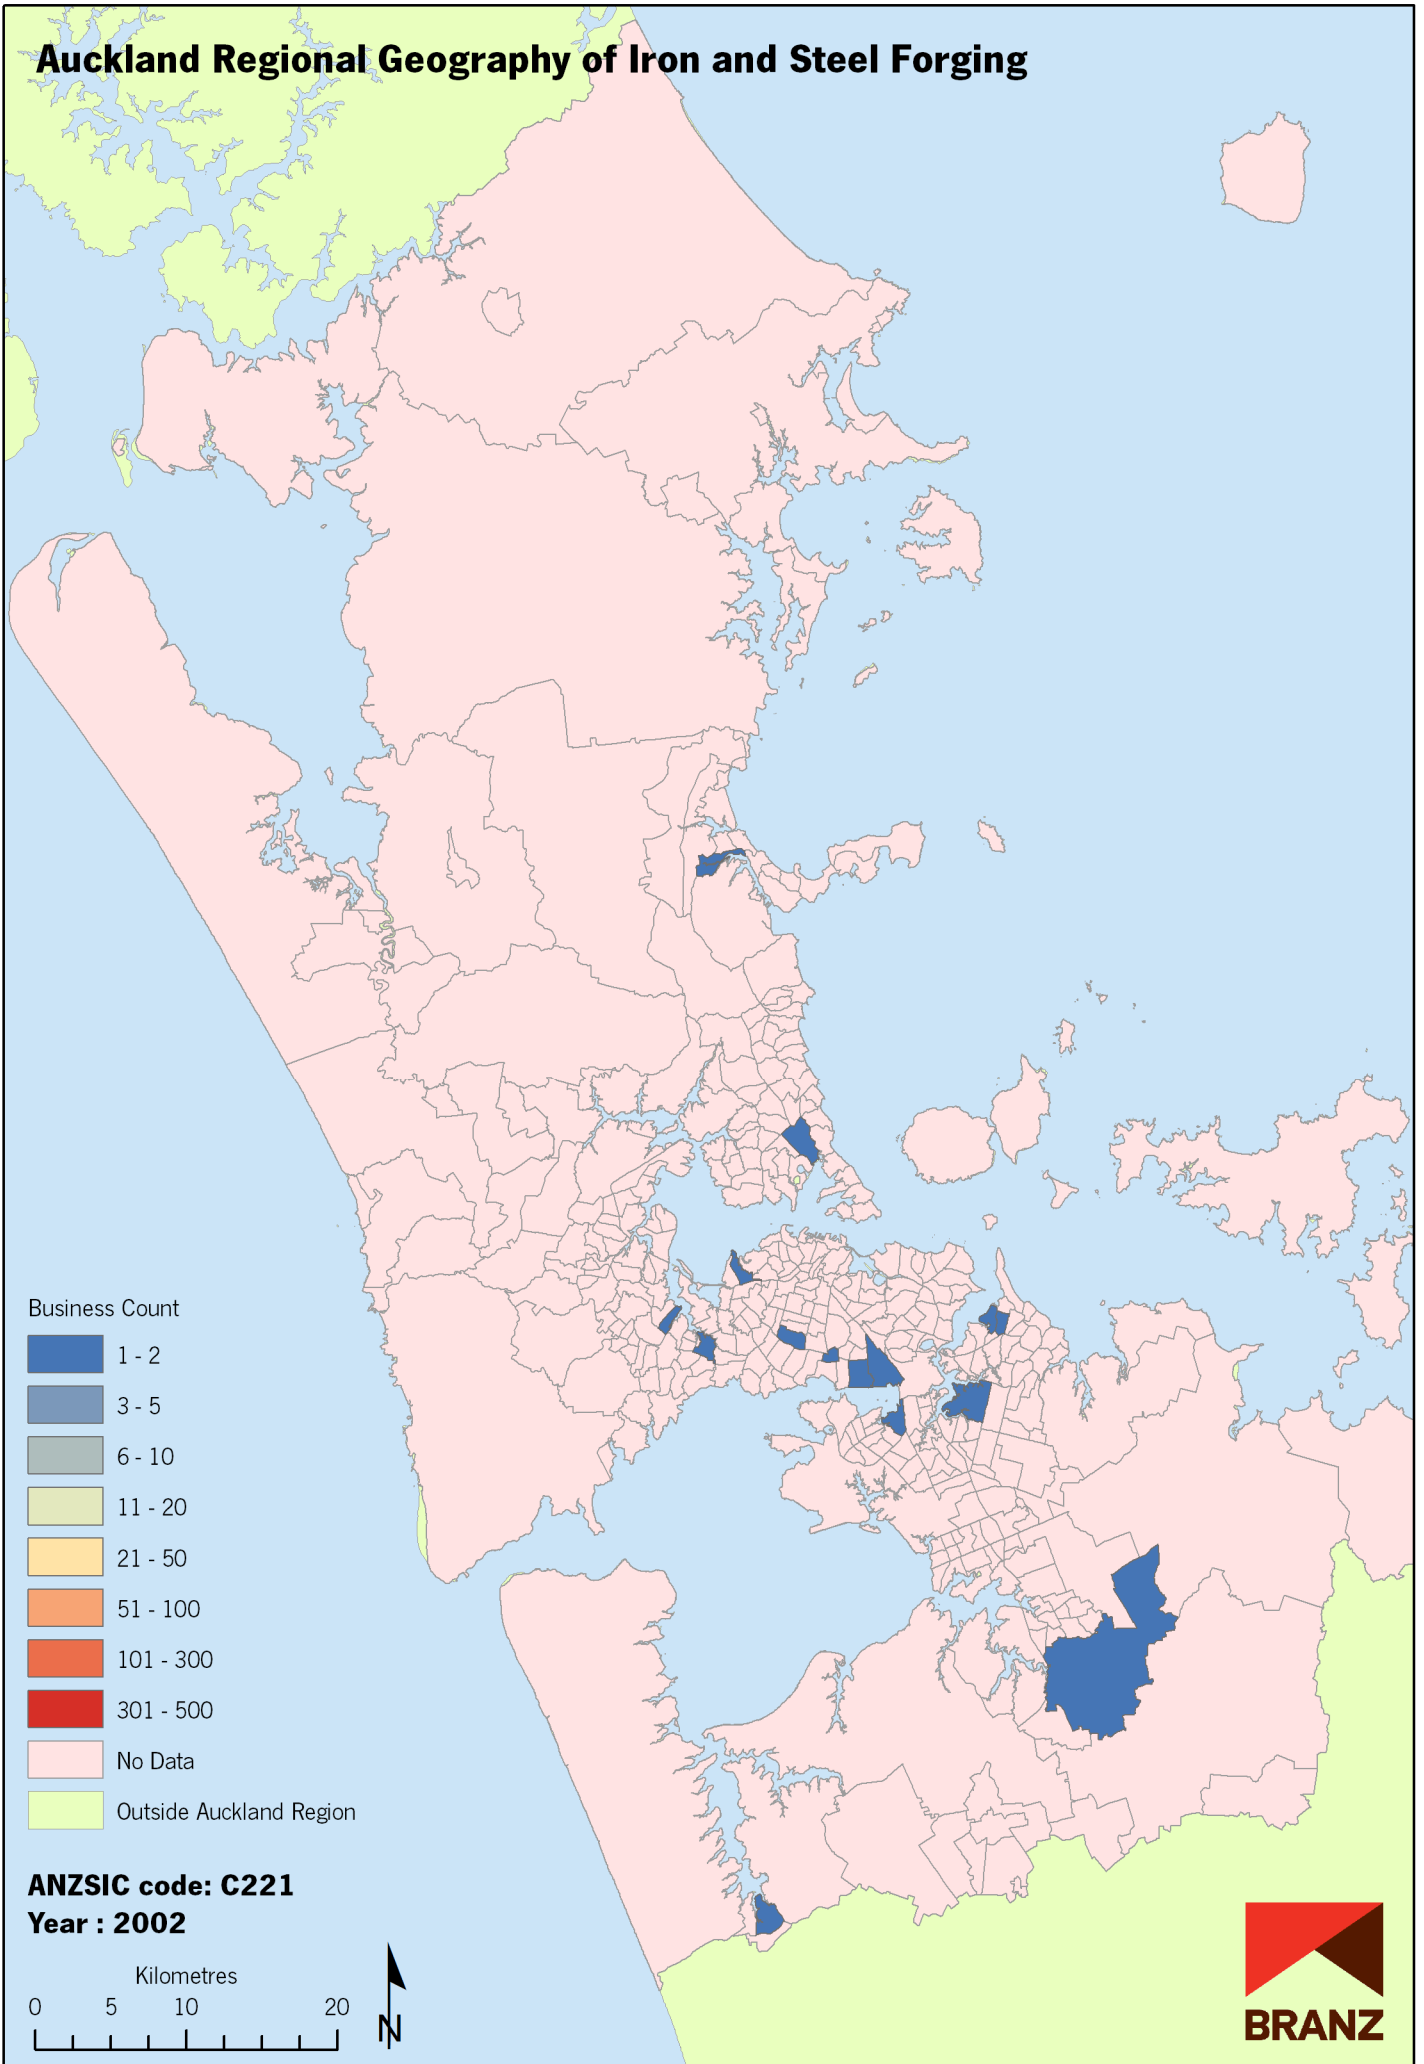 Auckland Regional Geography of Iron and Steel Forging
Business Count
1 - 2
3 - 5
6 - 10
11 - 20
21 - 50
51 - 100
101 - 300
301 - 500
No Data
Outside Auckland Region
ANZSIC code: C221
Year : 2002
Kilometres
0 5 10 20
N
BRANZ